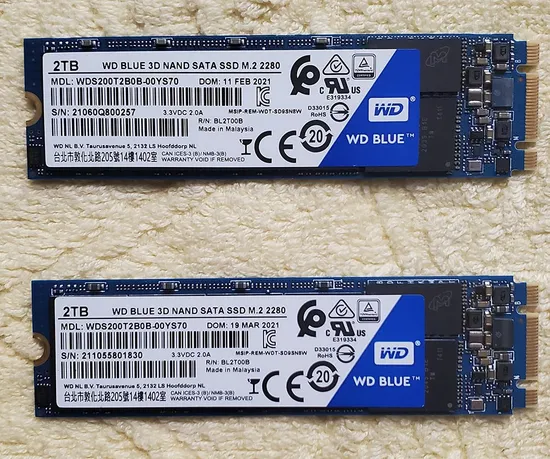 2TB WD BLUE 3D NAND SATA SSD M.2 2280
MDL: WDS200T2B0B-00YS70 DOM: 11 FEB 2021
S/N: 21060Q800257 3.3VDC 2.0A
MSIP-REM-WDT-SD9SN8W
R/N: BL2T00B
Made in Malaysia
WD NL B.V. Taurusavenue 5, 2132 LS Hoofddorp NL
台北市敦化北路205號14樓1402室 CAN ICES-3 (B)/ NMB-3(B)
WARRANTY VOID IF REMOVED
C US
E319334
D33015
RoHS
20
WD
WD BLUE™
2TB WD BLUE 3D NAND SATA SSD M.2 2280
MDL: WDS200T2B0B-00YS70 DOM: 19 MAR 2021
S/N: 211055801830 3.3VDC 2.0A
MSIP-REM-WDT-SD9SN8W
R/N: BL2T00B
Made in Malaysia
WD NL B.V. Taurusavenue 5, 2132 LS Hoofddorp NL
台北市敦化北路205號14樓1402室 CAN ICES-3 (B)/ NMB-3(B)
WARRANTY VOID IF REMOVED
C US
E319334
D33015
RoHS
20
WD
WD BLUE™